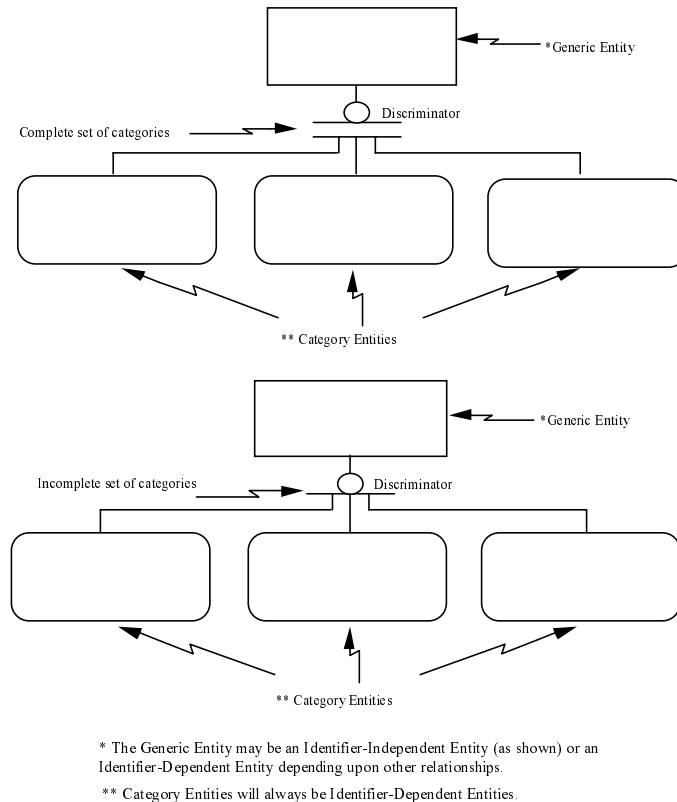 *Generic Entity
Discriminator
Complete set of categories
** Category Entities
*Generic Entity
Incomplete set of categories
Discriminator
** Category Entities
* The Generic Entity may be an Identifier-Independent Entity (as shown) or an
Identifier-Dependent Entity depending upon other relationships.
** Category Entities will always be Identifier-Dependent Entities.